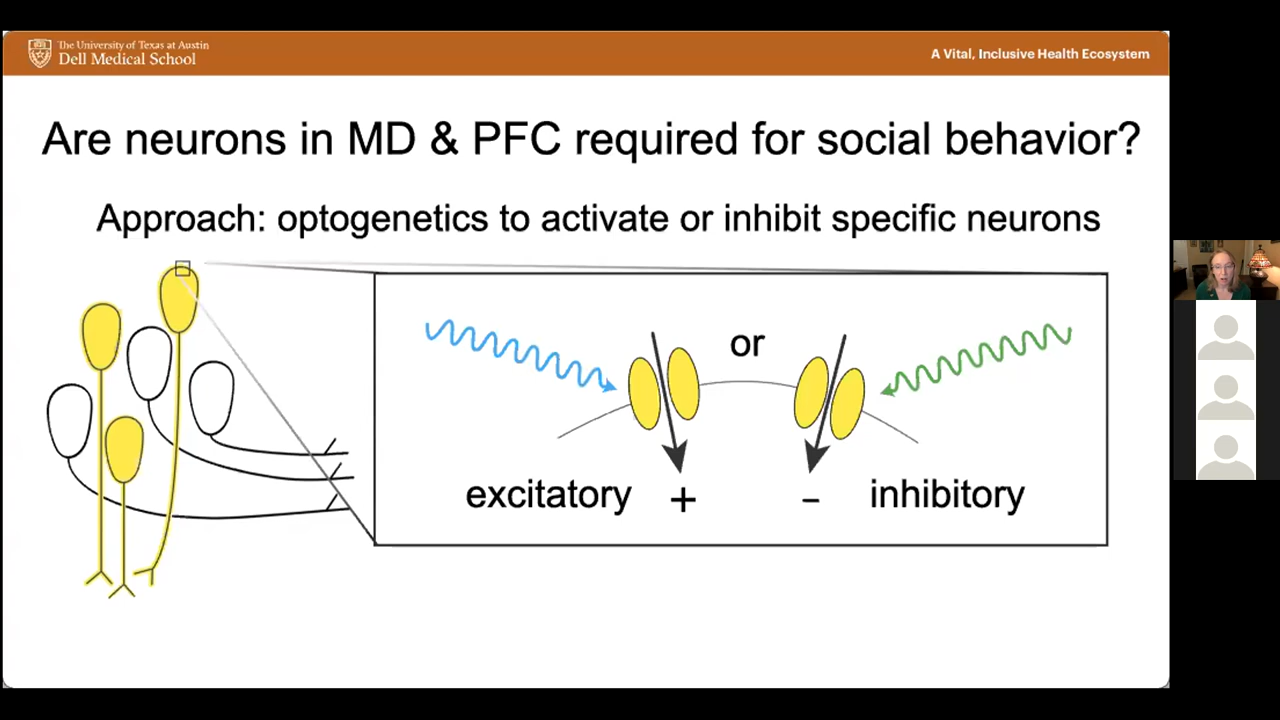 The University of Texas at Austin
Dell Medical School
A Vital, Inclusive Health Ecosystem
Are neurons in MD & PFC required for social behavior?
Approach: optogenetics to activate or inhibit specific neurons
or
excitatory + - inhibitory